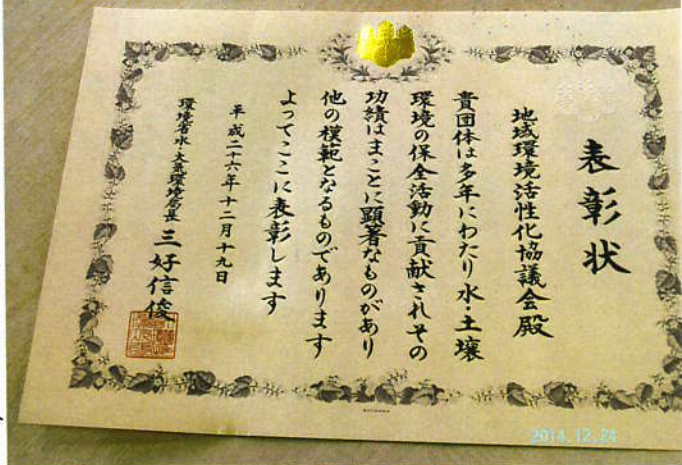 表彰状
地域環境活性化協議会殿
貴団体は多年にわたり水・土壌
環境の保全活動に貢献されその
功績はまことに顕著なものがあり
他の模範となるものであります
よってここに表彰します
平成二十六年十二月十九日
環境省水・大気環境局長 三好信俊
2014.12.24